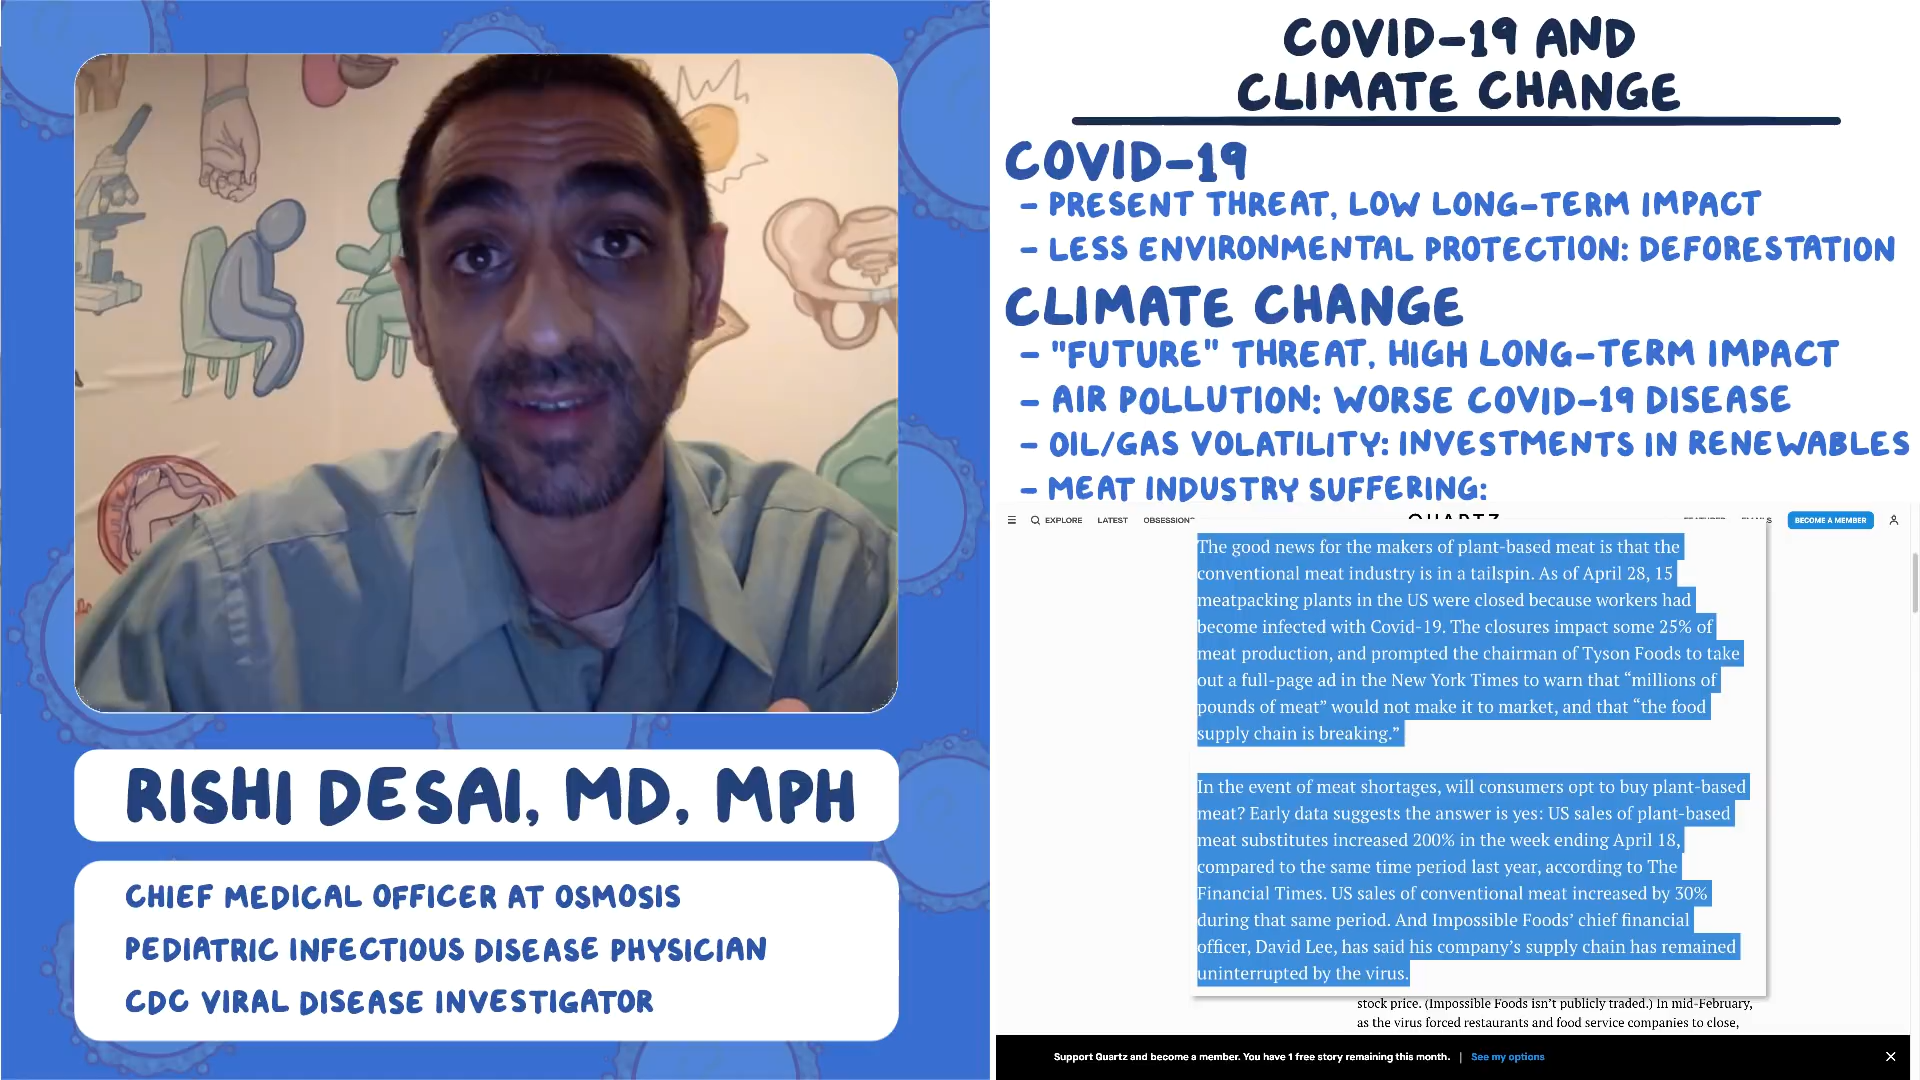 RISHI DESAI, MD, MPH
CHIEF MEDICAL OFFICER AT OSMOSIS
PEDIATRIC INFECTIOUS DISEASE PHYSICIAN
CDC VIRAL DISEASE INVESTIGATOR
COVID-19 AND
CLIMATE CHANGE
COVID-19
- PRESENT THREAT, LOW LONG-TERM IMPACT
- LESS ENVIRONMENTAL PROTECTION: DEFORESTATION
CLIMATE CHANGE
- "FUTURE" THREAT, HIGH LONG-TERM IMPACT
- AIR POLLUTION: WORSE COVID-19 DISEASE
- OIL/GAS VOLATILITY: INVESTMENTS IN RENEWABLES
- MEAT INDUSTRY SUFFERING:
EXPLORE LATEST OBSESSIONS QUARTZ BECOME A MEMBER
The good news for the makers of plant-based meat is that the
conventional meat industry is in a tailspin. As of April 28, 15
meatpacking plants in the US were closed because workers had
become infected with Covid-19. The closures impact some 25% of
meat production, and prompted the chairman of Tyson Foods to take
out a full-page ad in the New York Times to warn that “millions of
pounds of meat” would not make it to market, and that “the food
supply chain is breaking.”
In the event of meat shortages, will consumers opt to buy plant-based
meat? Early data suggests the answer is yes: US sales of plant-based
meat substitutes increased 200% in the week ending April 18,
compared to the same time period last year, according to The
Financial Times. US sales of conventional meat increased by 30%
during that same period. And Impossible Foods’ chief financial
officer, David Lee, has said his company’s supply chain has remained
uninterrupted by the virus.
stock price. (Impossible Foods isn’t publicly traded.) In mid-February,
as the virus forced restaurants and food service companies to close,
Support Quartz and become a member. You have 1 free story remaining this month. | See my options